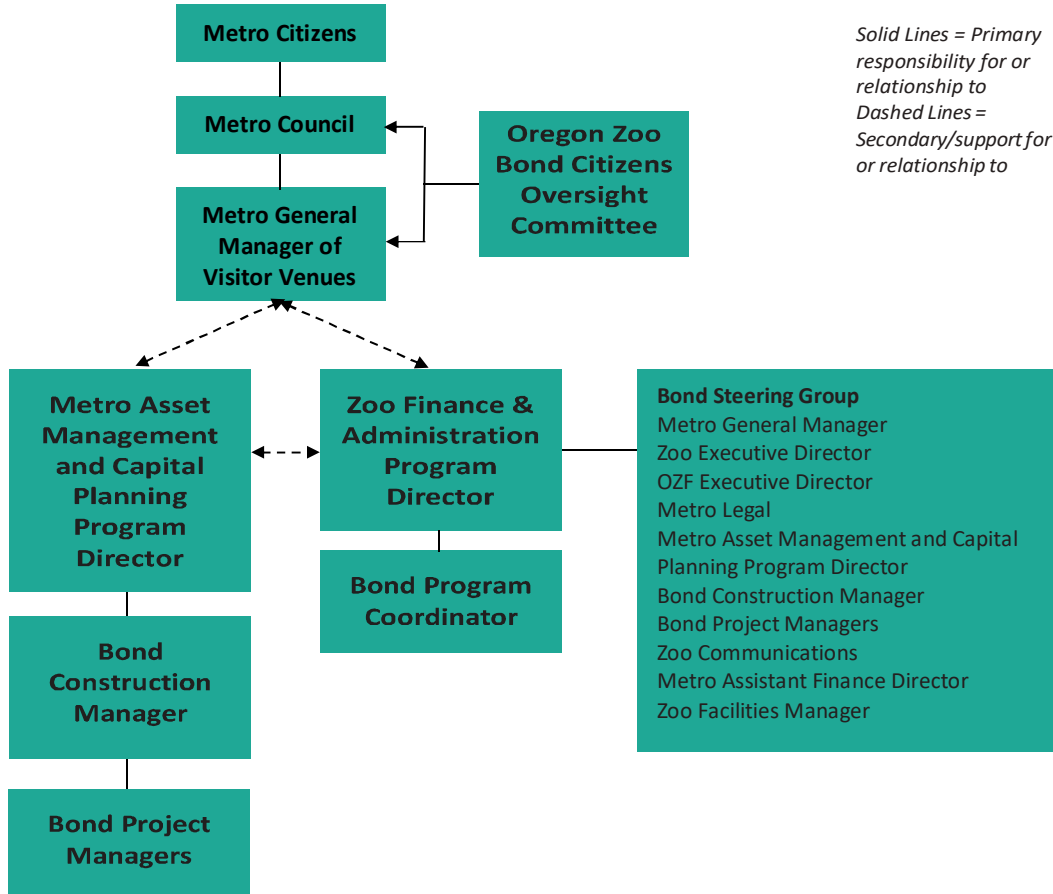 Metro Citizens
Solid Lines = Primary
responsibility for or
relationship to
Dashed Lines =
Secondary/support for
or relationship to
Metro Council
Oregon Zoo
Bond Citizens
Oversight
Committee
Metro General
Manager of
Visitor Venues
Metro Asset
Management
and Capital
Planning
Program
Director
Zoo Finance &
Administration
Program
Director
Bond Steering Group
Metro General Manager
Zoo Executive Director
OZF Executive Director
Metro Legal
Metro Asset Management and Capital
Planning Program Director
Bond Construction Manager
Bond Project Managers
Zoo Communications
Metro Assistant Finance Director
Zoo Facilities Manager
Bond Program
Coordinator
Bond
Construction
Manager
Bond Project
Managers